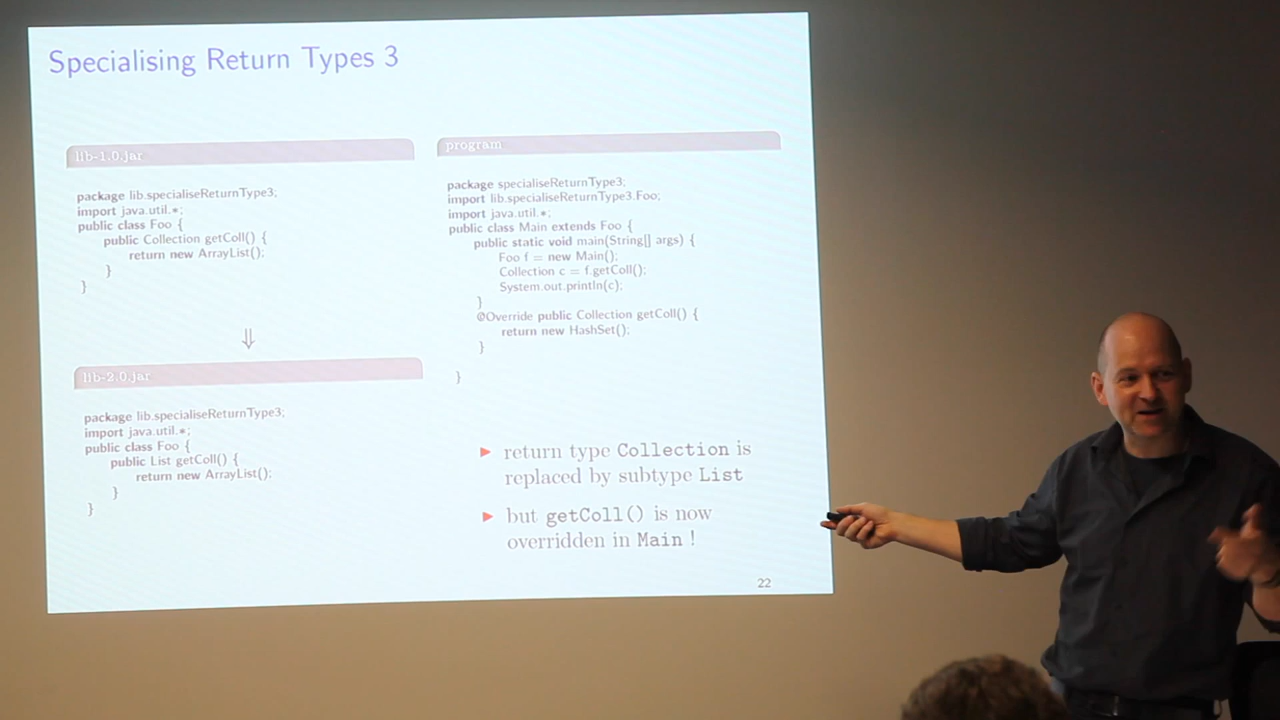 Specialising Return Types 3
lib-1.0.jar
package lib.specialiseReturnType3;
import java.util.*;
public class Foo {
public Collection getColl() {
return new ArrayList();
}
}
⇓
lib-2.0.jar
package lib.specialiseReturnType3;
import java.util.*;
public class Foo {
public List getColl() {
return new ArrayList();
}
}
program
package specialiseReturnType3;
import lib.specialiseReturnType3.Foo;
import java.util.*;
public class Main extends Foo {
public static void main(String[] args) {
Foo f = new Main();
Collection c = f.getColl();
System.out.println(c);
}
@Override public Collection getColl() {
return new HashSet();
}
}
▶ return type Collection is
replaced by subtype List
▶ but getColl() is now
overridden in Main !
22